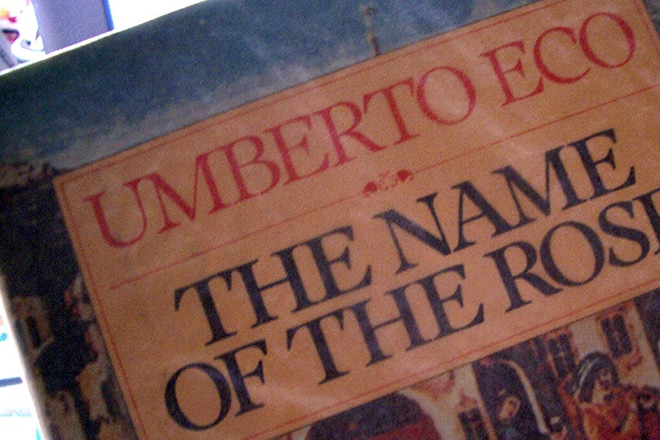 UMBERTO ECO
THE NAME
OF THE ROSE